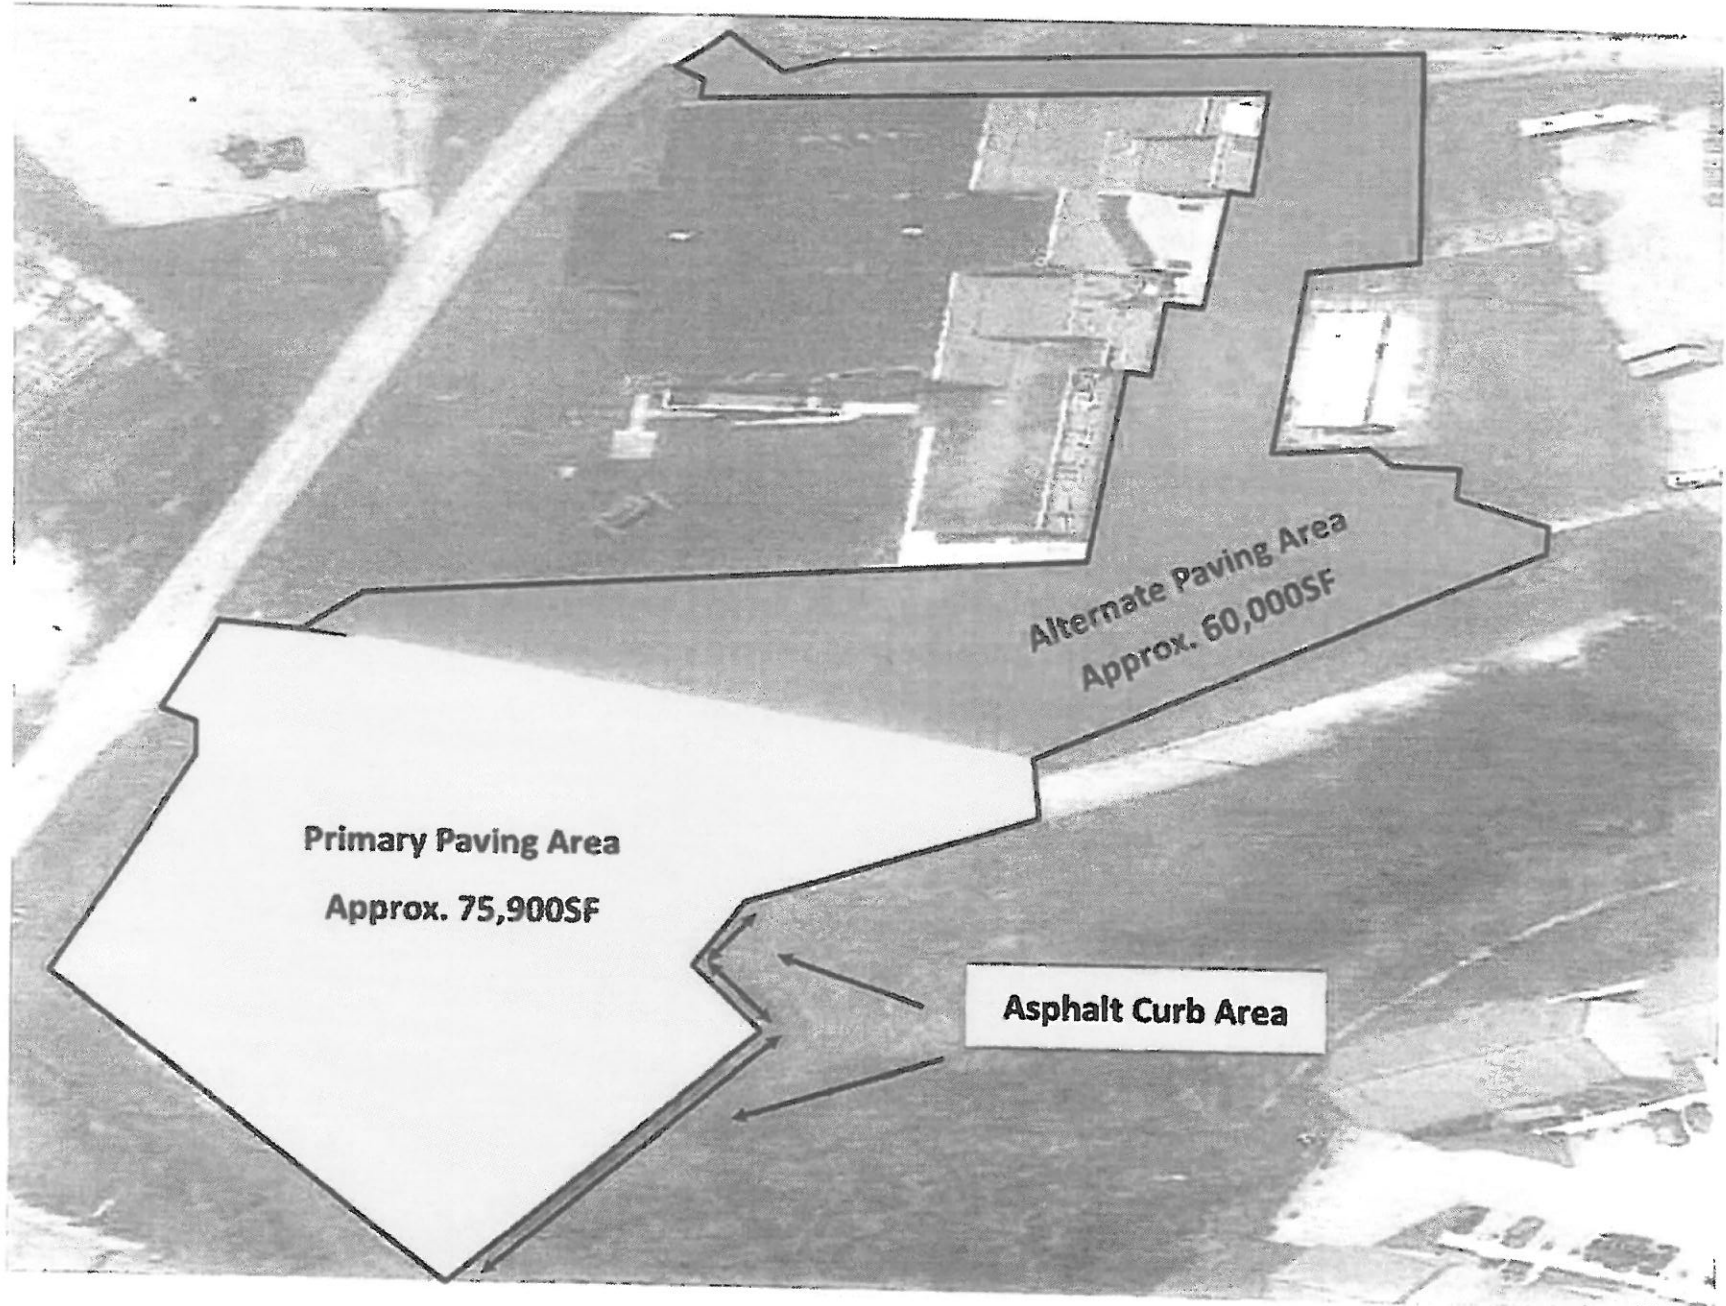 Alternate Paving Area
Approx. 60,000SF
Primary Paving Area
Approx. 75,900SF
Asphalt Curb Area